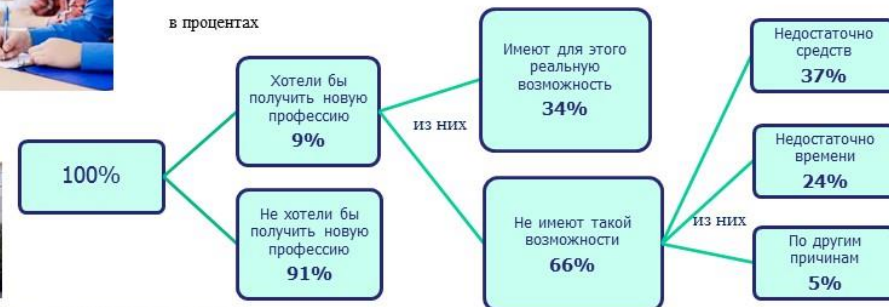 в процентах
100%
Хотели бы
получить новую
профессию
9%
Не хотели бы
получить новую
профессию
91%
из них
Имеют для этого
реальную
возможность
34%
Не имеют такой
возможности
66%
из них
Недостаточно
средств
37%
Недостаточно
времени
24%
По другим
причинам
5%